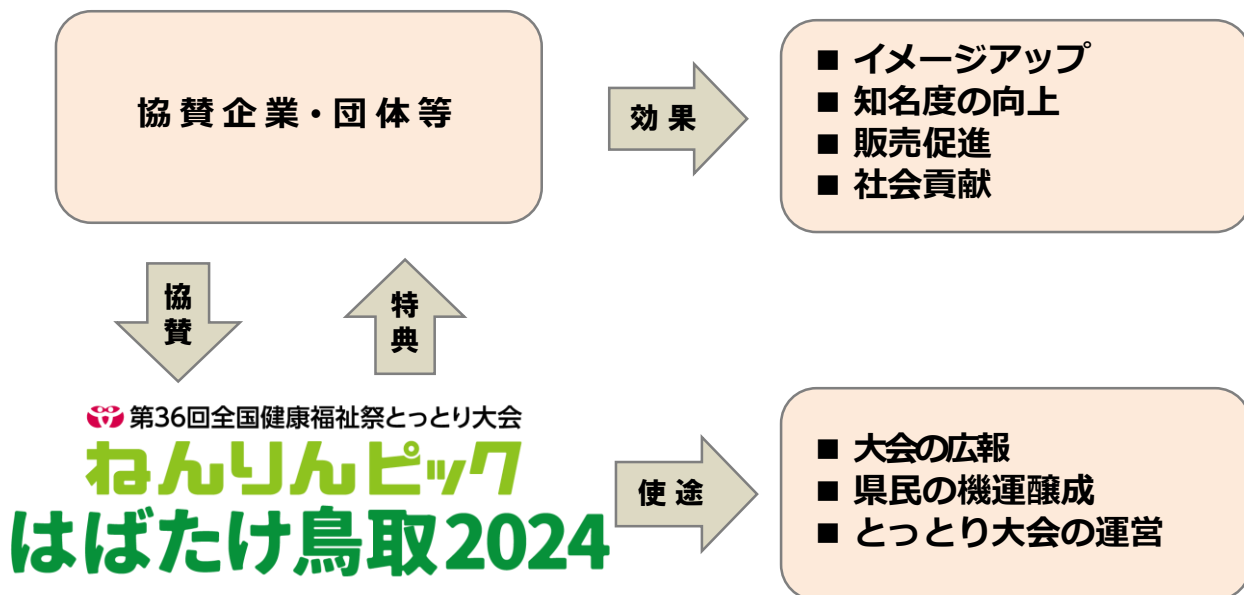 協賛企業・団体等
効果
■ イメージアップ
■ 知名度の向上
■ 販売促進
■ 社会貢献
協賛
特典
第36回全国健康福祉祭とっとり大会
ねんりんピック
はばたけ鳥取2024
使途
■ 大会の広報
■ 県民の機運醸成
■ とっとり大会の運営